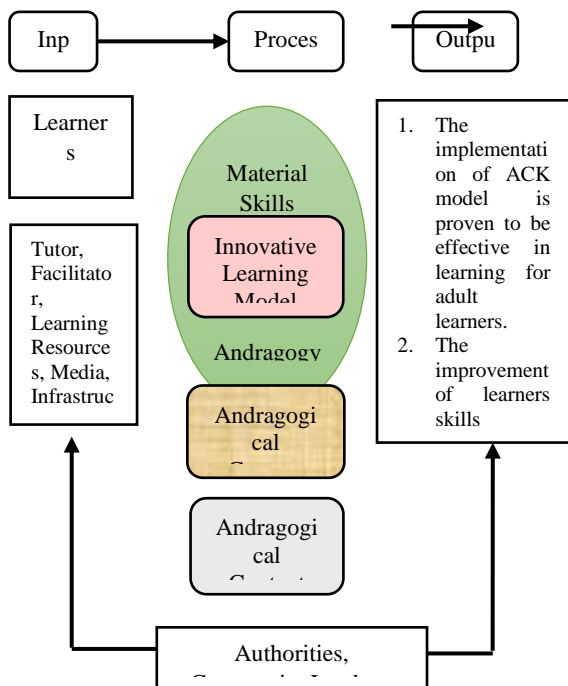 Inp
Proces
Outpu
Learner
s
Tutor,
Facilitato
r,
Learning
Resource
s, Media,
Infrastruc
Material
Skills
Innovative
Learning
Model
Andragogy
Andragogi
cal
Andragogi
cal
1. The
implementati
on of ACK
model is
proven to be
effective in
learning for
adult
learners.
2. The
improvement
of learners
skills
Authorities,